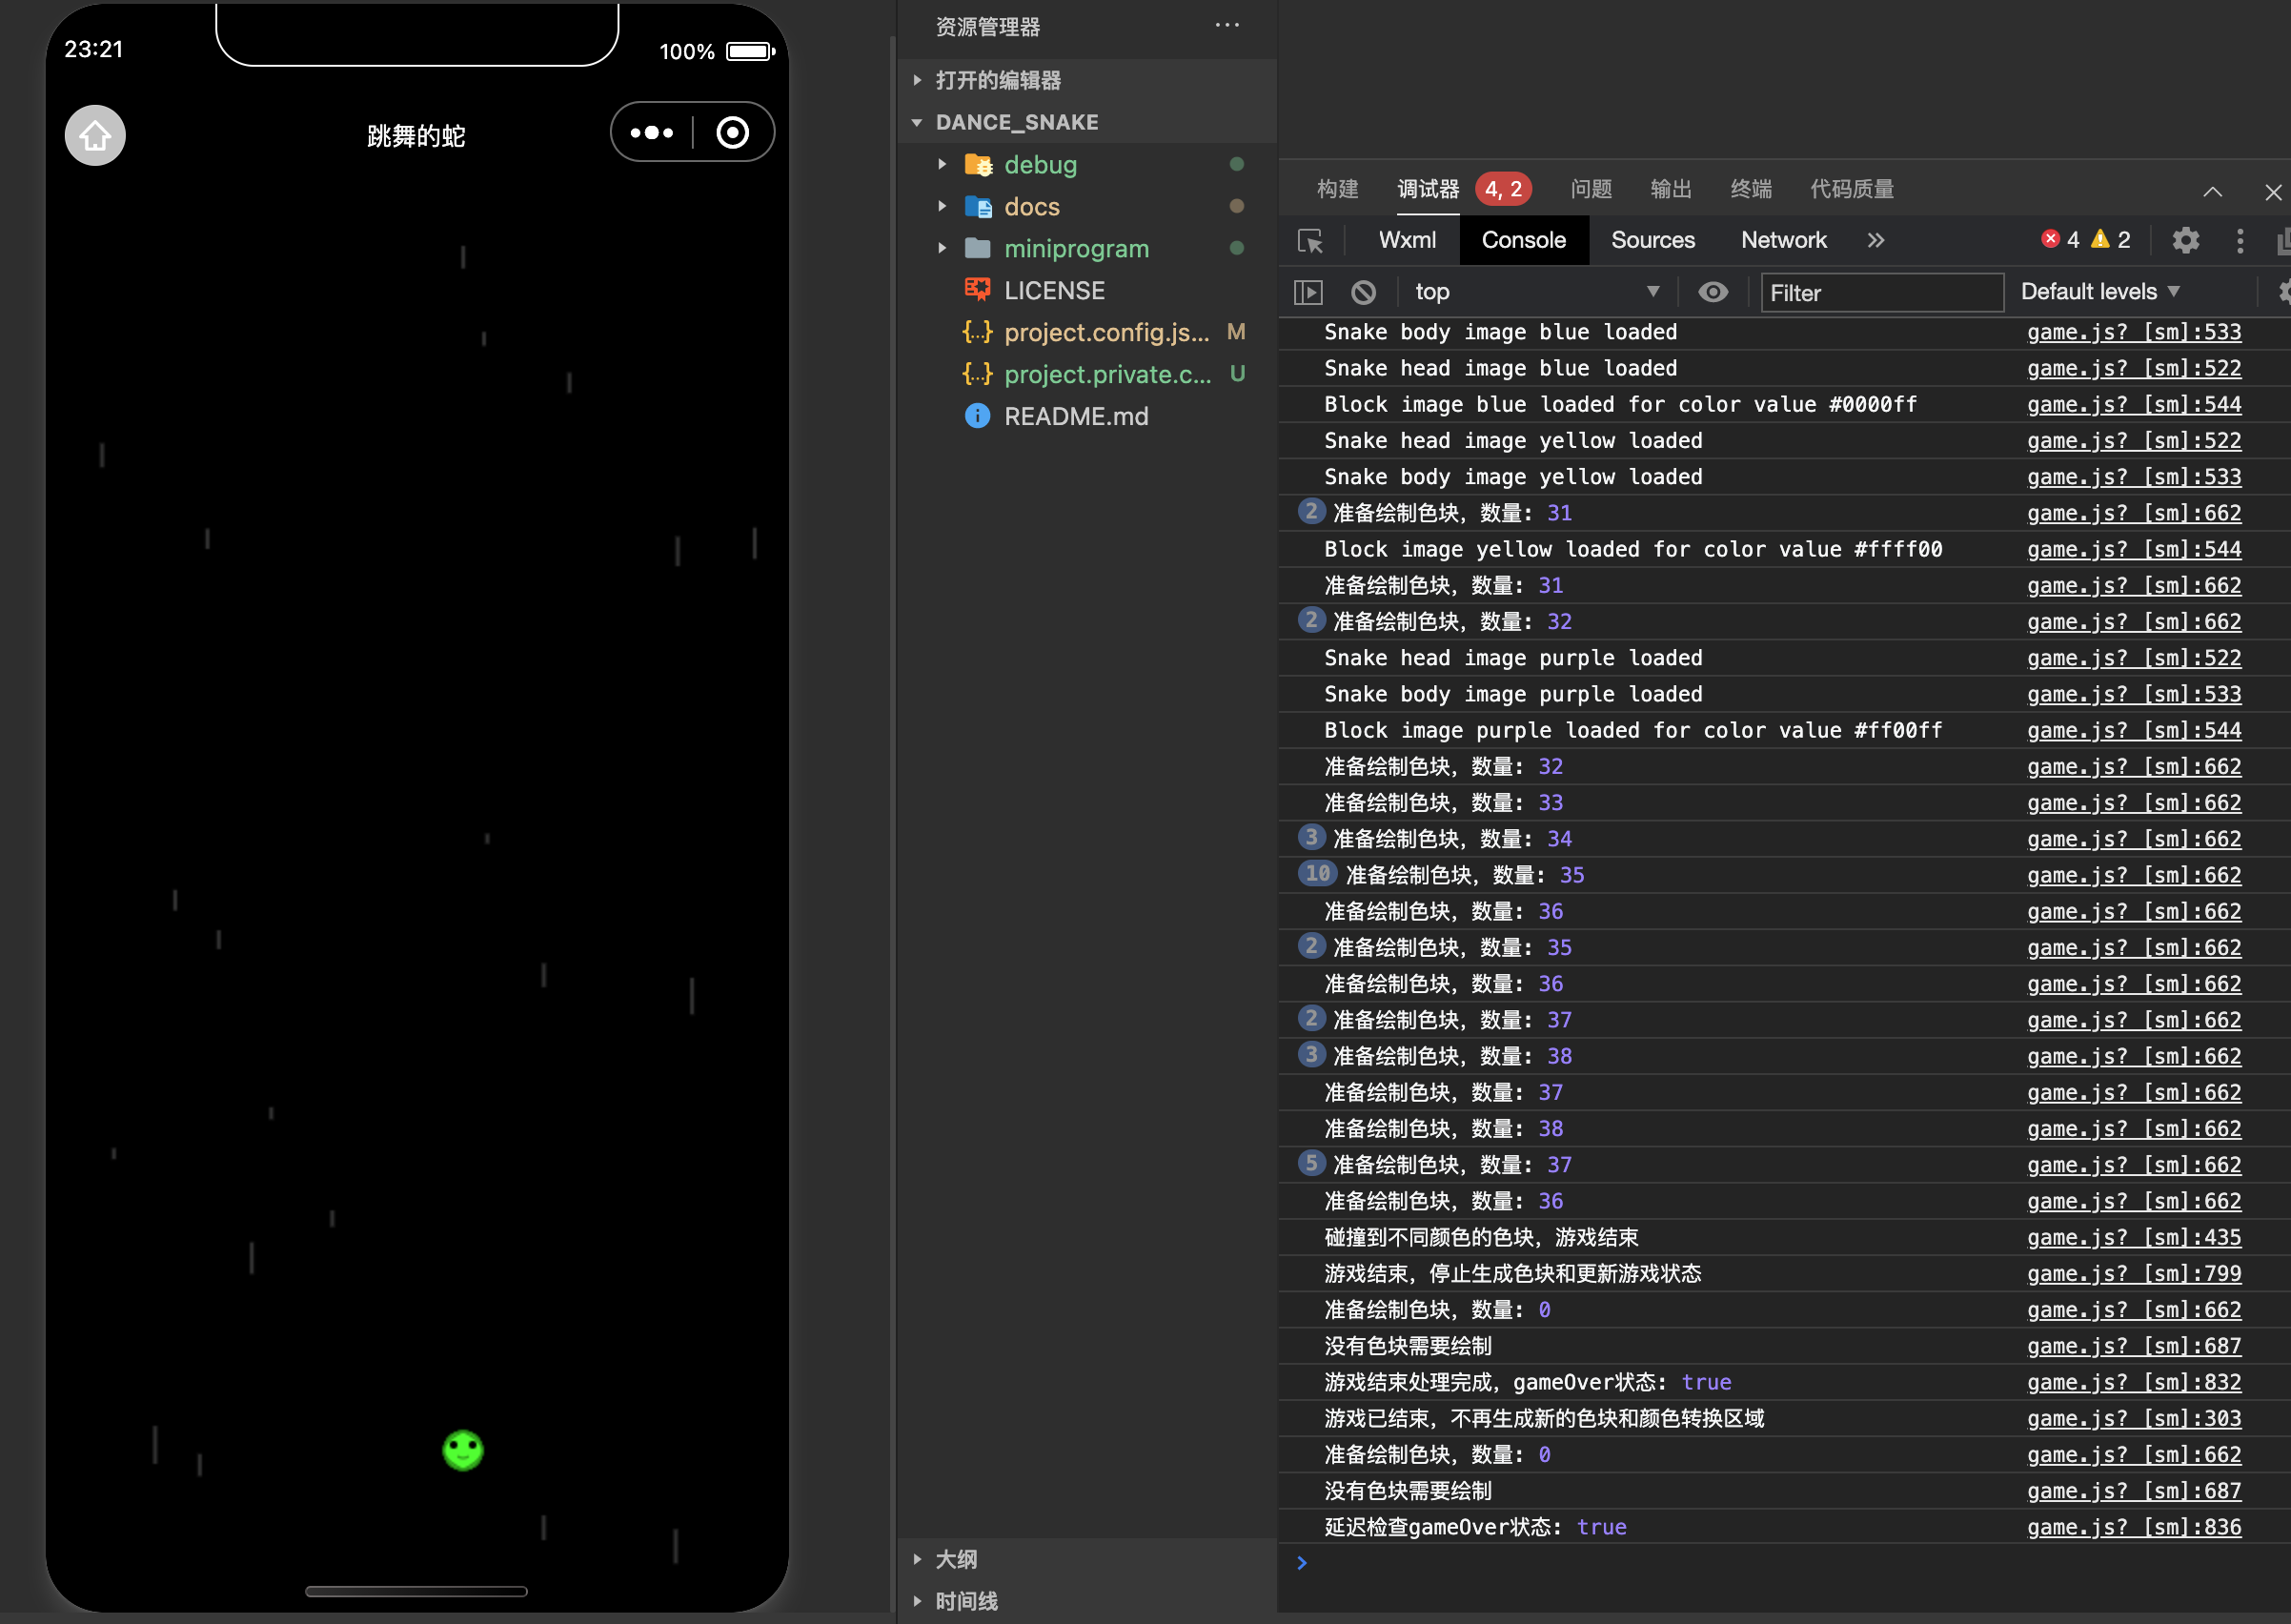 23:21
100%
跳舞的蛇
资源管理器
打开的编辑器
DANCE_SNAKE
debug
docs
miniprogram
LICENSE
project.config.js... M
project.private.c... U
README.md
大纲
时间线
构建 调试器 4, 2 问题 输出 终端 代码质量
Wxml Console Sources Network 4 2
top Filter Default levels
Snake body image blue loaded game.js? [sm]:533
Snake head image blue loaded game.js? [sm]:522
Block image blue loaded for color value #0000ff game.js? [sm]:544
Snake head image yellow loaded game.js? [sm]:522
Snake body image yellow loaded game.js? [sm]:533
2 准备绘制色块，数量: 31 game.js? [sm]:662
Block image yellow loaded for color value #ffff00 game.js? [sm]:544
准备绘制色块，数量: 31 game.js? [sm]:662
2 准备绘制色块，数量: 32 game.js? [sm]:662
Snake head image purple loaded game.js? [sm]:522
Snake body image purple loaded game.js? [sm]:533
Block image purple loaded for color value #ff00ff game.js? [sm]:544
准备绘制色块，数量: 32 game.js? [sm]:662
准备绘制色块，数量: 33 game.js? [sm]:662
3 准备绘制色块，数量: 34 game.js? [sm]:662
10 准备绘制色块，数量: 35 game.js? [sm]:662
准备绘制色块，数量: 36 game.js? [sm]:662
2 准备绘制色块，数量: 35 game.js? [sm]:662
准备绘制色块，数量: 36 game.js? [sm]:662
2 准备绘制色块，数量: 37 game.js? [sm]:662
3 准备绘制色块，数量: 38 game.js? [sm]:662
准备绘制色块，数量: 37 game.js? [sm]:662
准备绘制色块，数量: 38 game.js? [sm]:662
5 准备绘制色块，数量: 37 game.js? [sm]:662
准备绘制色块，数量: 36 game.js? [sm]:662
碰撞到不同颜色的色块，游戏结束 game.js? [sm]:435
游戏结束，停止生成色块和更新游戏状态 game.js? [sm]:799
准备绘制色块，数量: 0 game.js? [sm]:662
没有色块需要绘制 game.js? [sm]:687
游戏结束处理完成，gameOver状态: true game.js? [sm]:832
游戏已结束，不再生成新的色块和颜色转换区域 game.js? [sm]:303
准备绘制色块，数量: 0 game.js? [sm]:662
没有色块需要绘制 game.js? [sm]:687
延迟检查gameOver状态: true game.js? [sm]:836